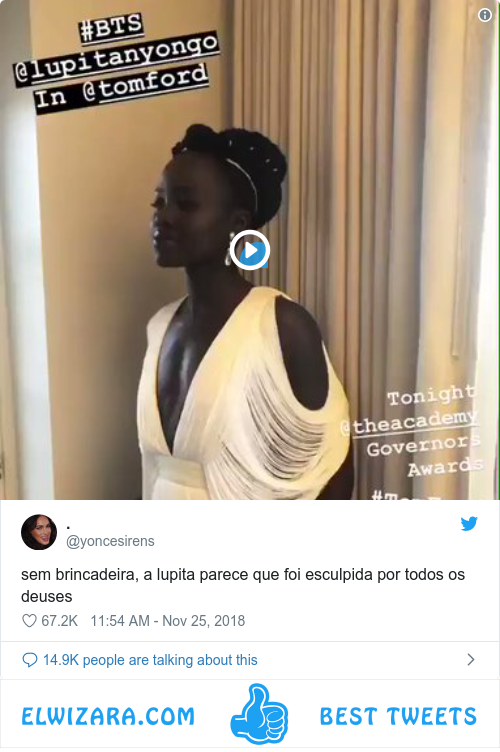 #BTS
@lupitanyongo
In @tomford
Tonight
@theacademy
Governors
Awards
.
@yoncesirens
sem brincadeira, a lupita parece que foi esculpida por todos os
deuses
67.2K 11:54 AM - Nov 25, 2018
14.9K people are talking about this
ELWIZARA.COM BEST TWEETS